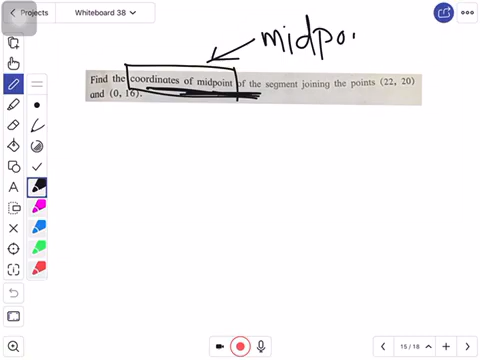 Projects Whiteboard 38
midpo
Find the coordinates of midpoint of the segment joining the points (22, 20)
and (0, 16).
A
15 / 18